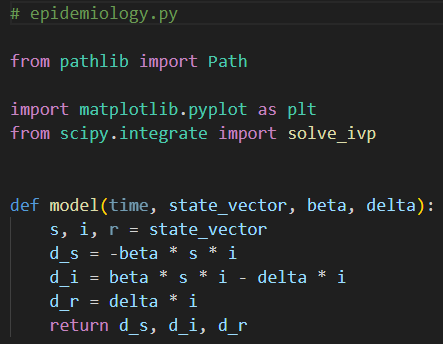 # epidemiology.py
from pathlib import Path
import matplotlib.pyplot as plt
from scipy.integrate import solve_ivp
def model(time, state_vector, beta, delta):
    s, i, r = state_vector
    d_s = -beta * s * i
    d_i = beta * s * i - delta * i
    d_r = delta * i
    return d_s, d_i, d_r